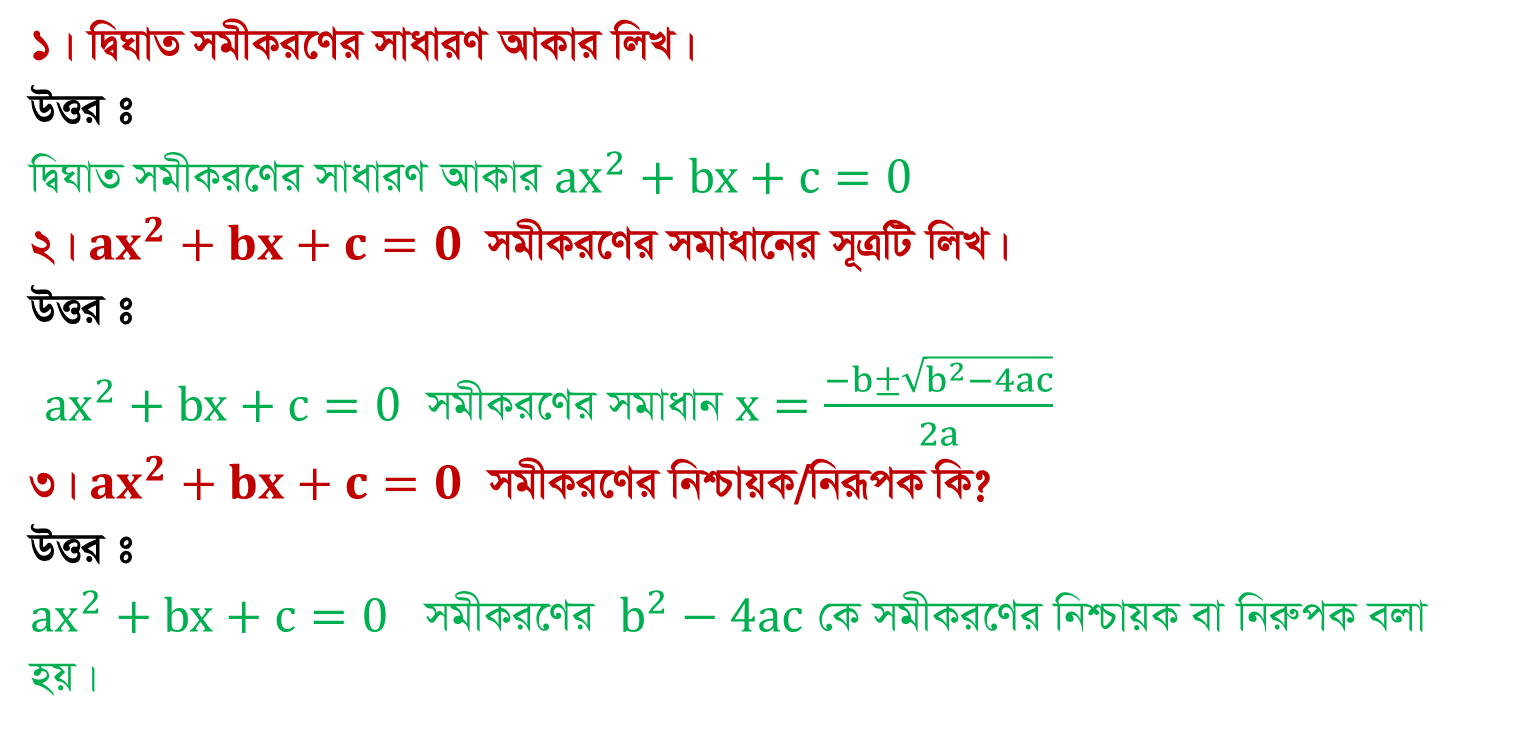 ১। দ্বিঘাত সমীকরণের সাধারণ আকার লিখ।
উত্তর ঃ
দ্বিঘাত সমীকরণের সাধারণ আকার ax² + bx + c = 0
২। ax² + bx + c = 0 সমীকরণের সমাধানের সূত্রটি লিখ।
উত্তর ঃ
ax² + bx + c = 0 সমীকরণের সমাধান x = (−b±√(b²−4ac))/2a
৩। ax² + bx + c = 0 সমীকরণের নিশ্চায়ক/নিরূপক কি?
উত্তর ঃ
ax² + bx + c = 0 সমীকরণের b² − 4ac কে সমীকরণের নিশ্চায়ক বা নিরুপক বলা
হয়।